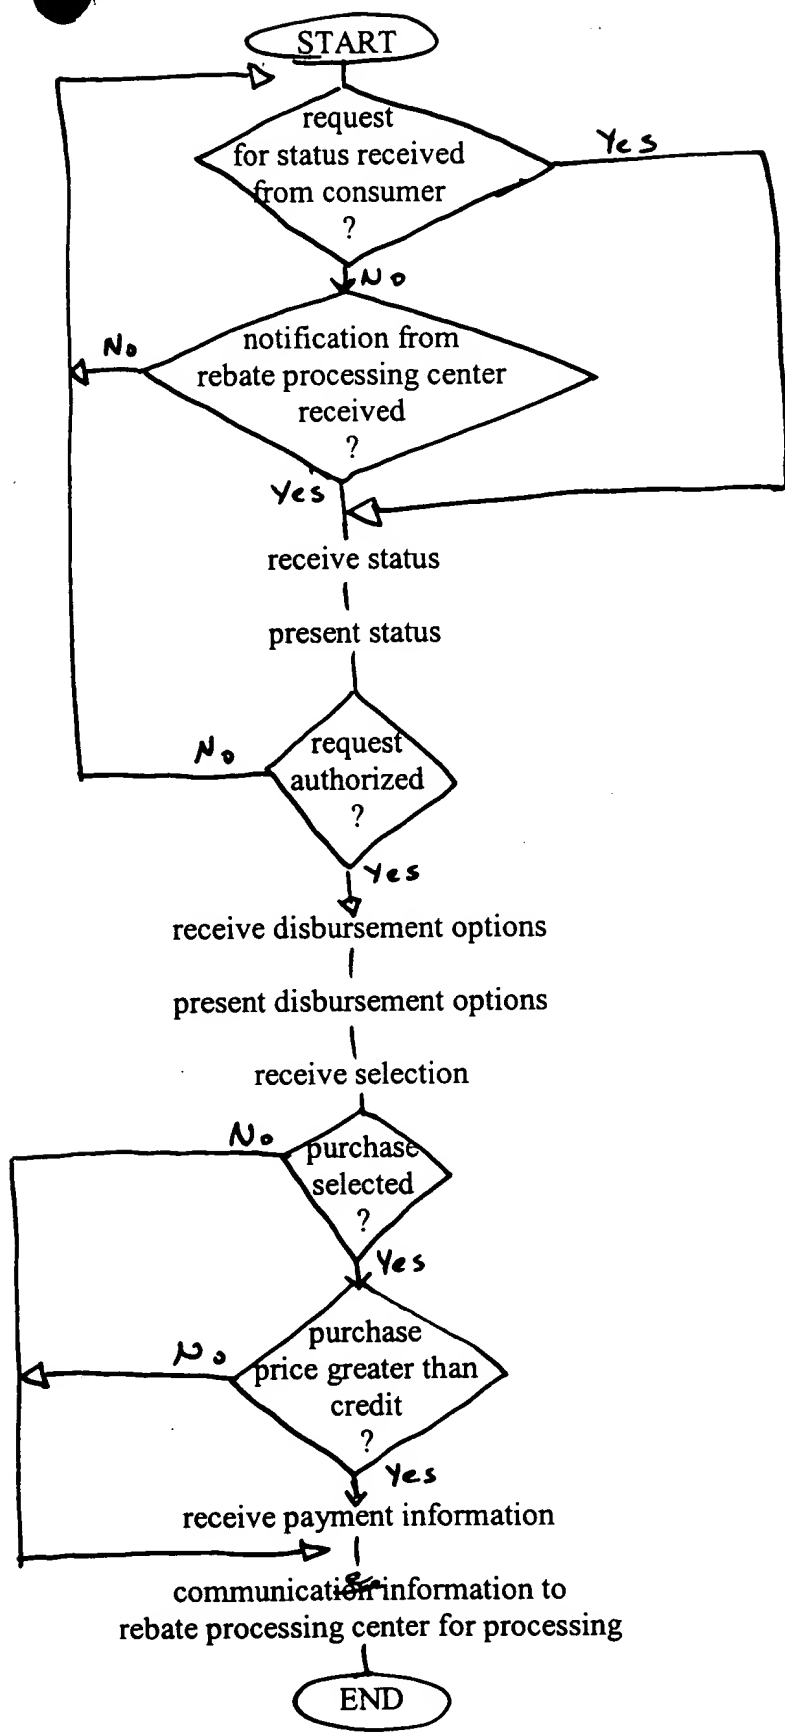 START
request
for status received
from consumer
?
Yes
No
notification from
rebate processing center
received
?
No
Yes
receive status
present status
request
authorized
?
No
Yes
receive disbursement options
present disbursement options
receive selection
No
purchase
selected
?
Yes
purchase
price greater than
credit
?
No
Yes
receive payment information
communicate information to
rebate processing center for processing
END